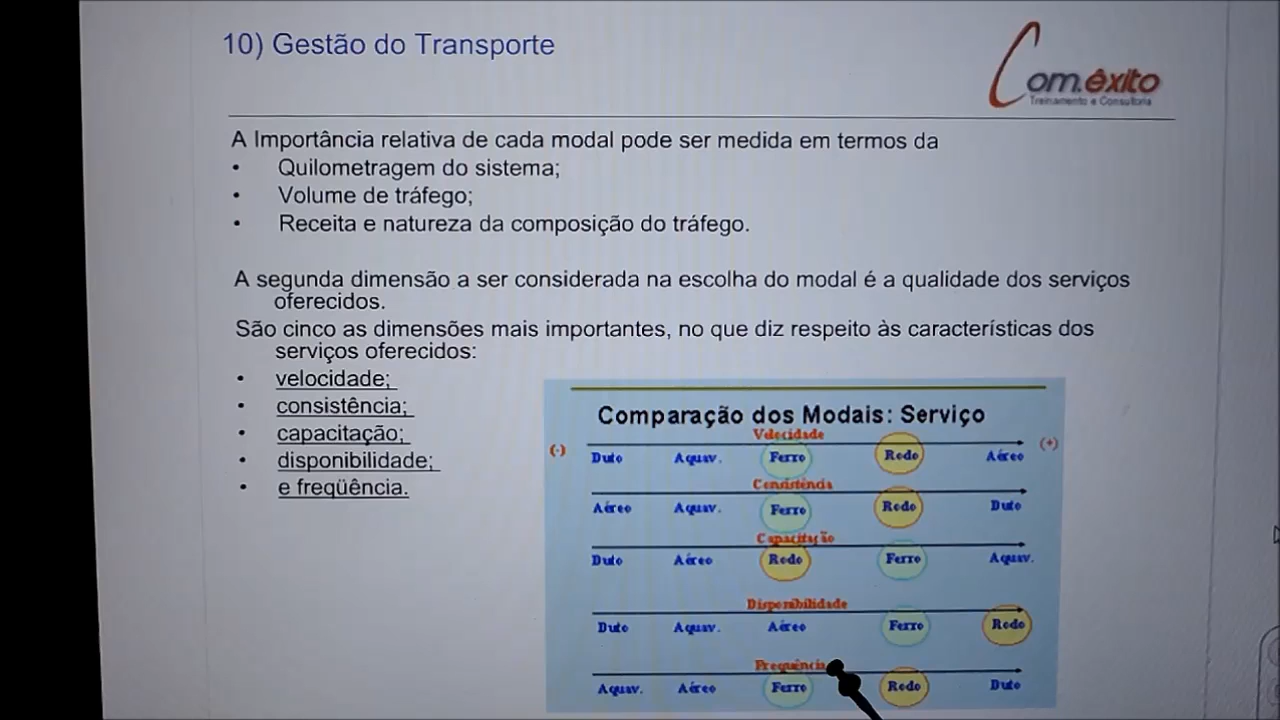 10) Gestão do Transporte
Com.êxito
Treinamento e Consultoria
A Importância relativa de cada modal pode ser medida em termos da
• Quilometragem do sistema;
• Volume de tráfego;
• Receita e natureza da composição do tráfego.
A segunda dimensão a ser considerada na escolha do modal é a qualidade dos serviços
oferecidos.
São cinco as dimensões mais importantes, no que diz respeito às características dos
serviços oferecidos:
• velocidade;
• consistência;
• capacitação;
• disponibilidade;
• e freqüência.
Comparação dos Modais: Serviço
Velocidade
(-) (+)
Duto Aquav. Ferro Rodo Aéreo
Consistência
Aéreo Aquav. Ferro Rodo Duto
Capacitação
Duto Aéreo Rodo Ferro Aquav.
Disponibilidade
Duto Aquav. Aéreo Ferro Rodo
Frequência
Aquav. Aéreo Ferro Rodo Duto